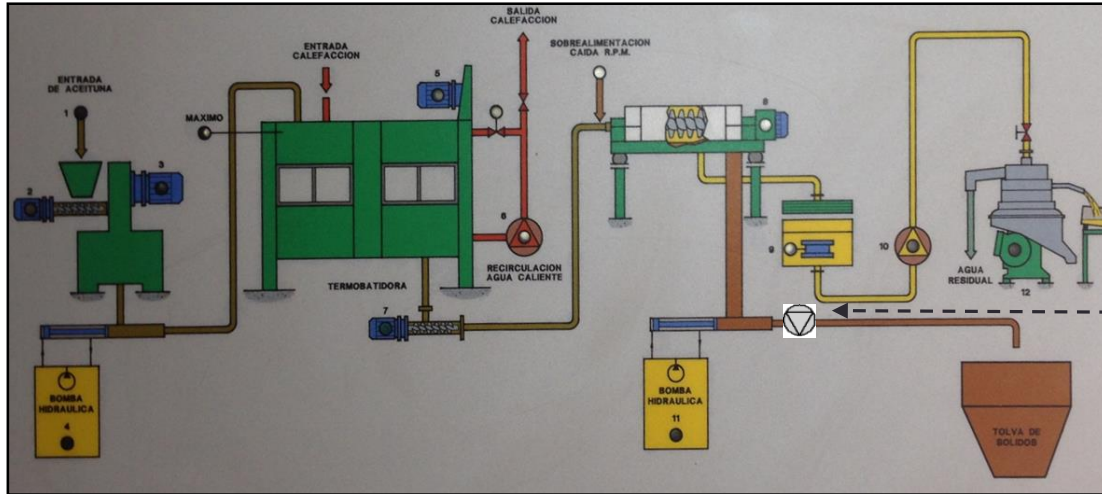 SALIDA
CALEFACCION
ENTRADA
CALEFACCION
SOBREALIMENTACION
CAIDA R.P.M.
ENTRADA
DE ACEITUNA
1
MAXIMO
5
8
3
2
6
RECIRCULACION
AGUA CALIENTE
9
10
AGUA
RESIDUAL
12
TERMOBATIDORA
7
BOMBA
HIDRAULICA
4
BOMBA
HIDRAULICA
11
TOLVA DE
SOLIDOS